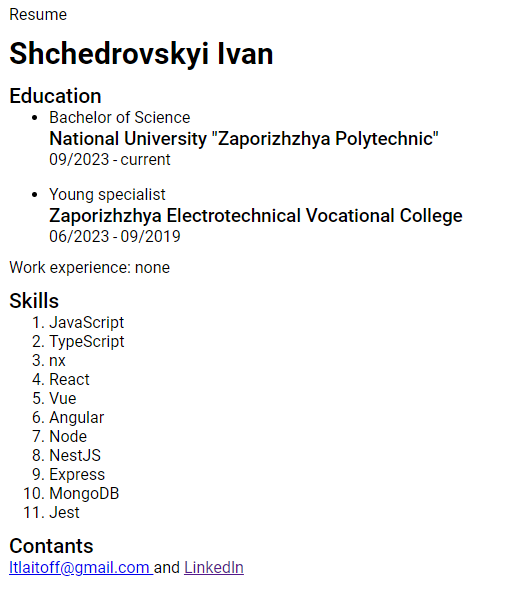 Resume
Shchedrovskyi Ivan
Education
• Bachelor of Science
National University "Zaporizhzhya Polytechnic"
09/2023 - current
• Young specialist
Zaporizhzhya Electrotechnical Vocational College
06/2023 - 09/2019
Work experience: none
Skills
1. JavaScript
2. TypeScript
3. nx
4. React
5. Vue
6. Angular
7. Node
8. NestJS
9. Express
10. MongoDB
11. Jest
Contants
ltlaitoff@gmail.com and LinkedIn